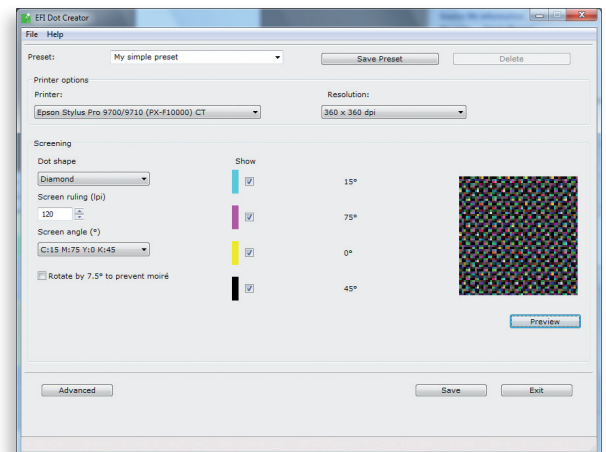 EFI Dot Creator
File Help
Preset: My simple preset Save Preset Delete
Printer options
Printer: Resolution:
Epson Stylus Pro 9700/9710 (PX-F10000) CT 360 x 360 dpi
Screening
Dot shape Show
Diamond 15°
Screen ruling (lpi)
120 75°
Screen angle (°)
C:15 M:75 Y:0 K:45 0°
Rotate by 7.5° to prevent moiré
45°
Preview
Advanced Save Exit